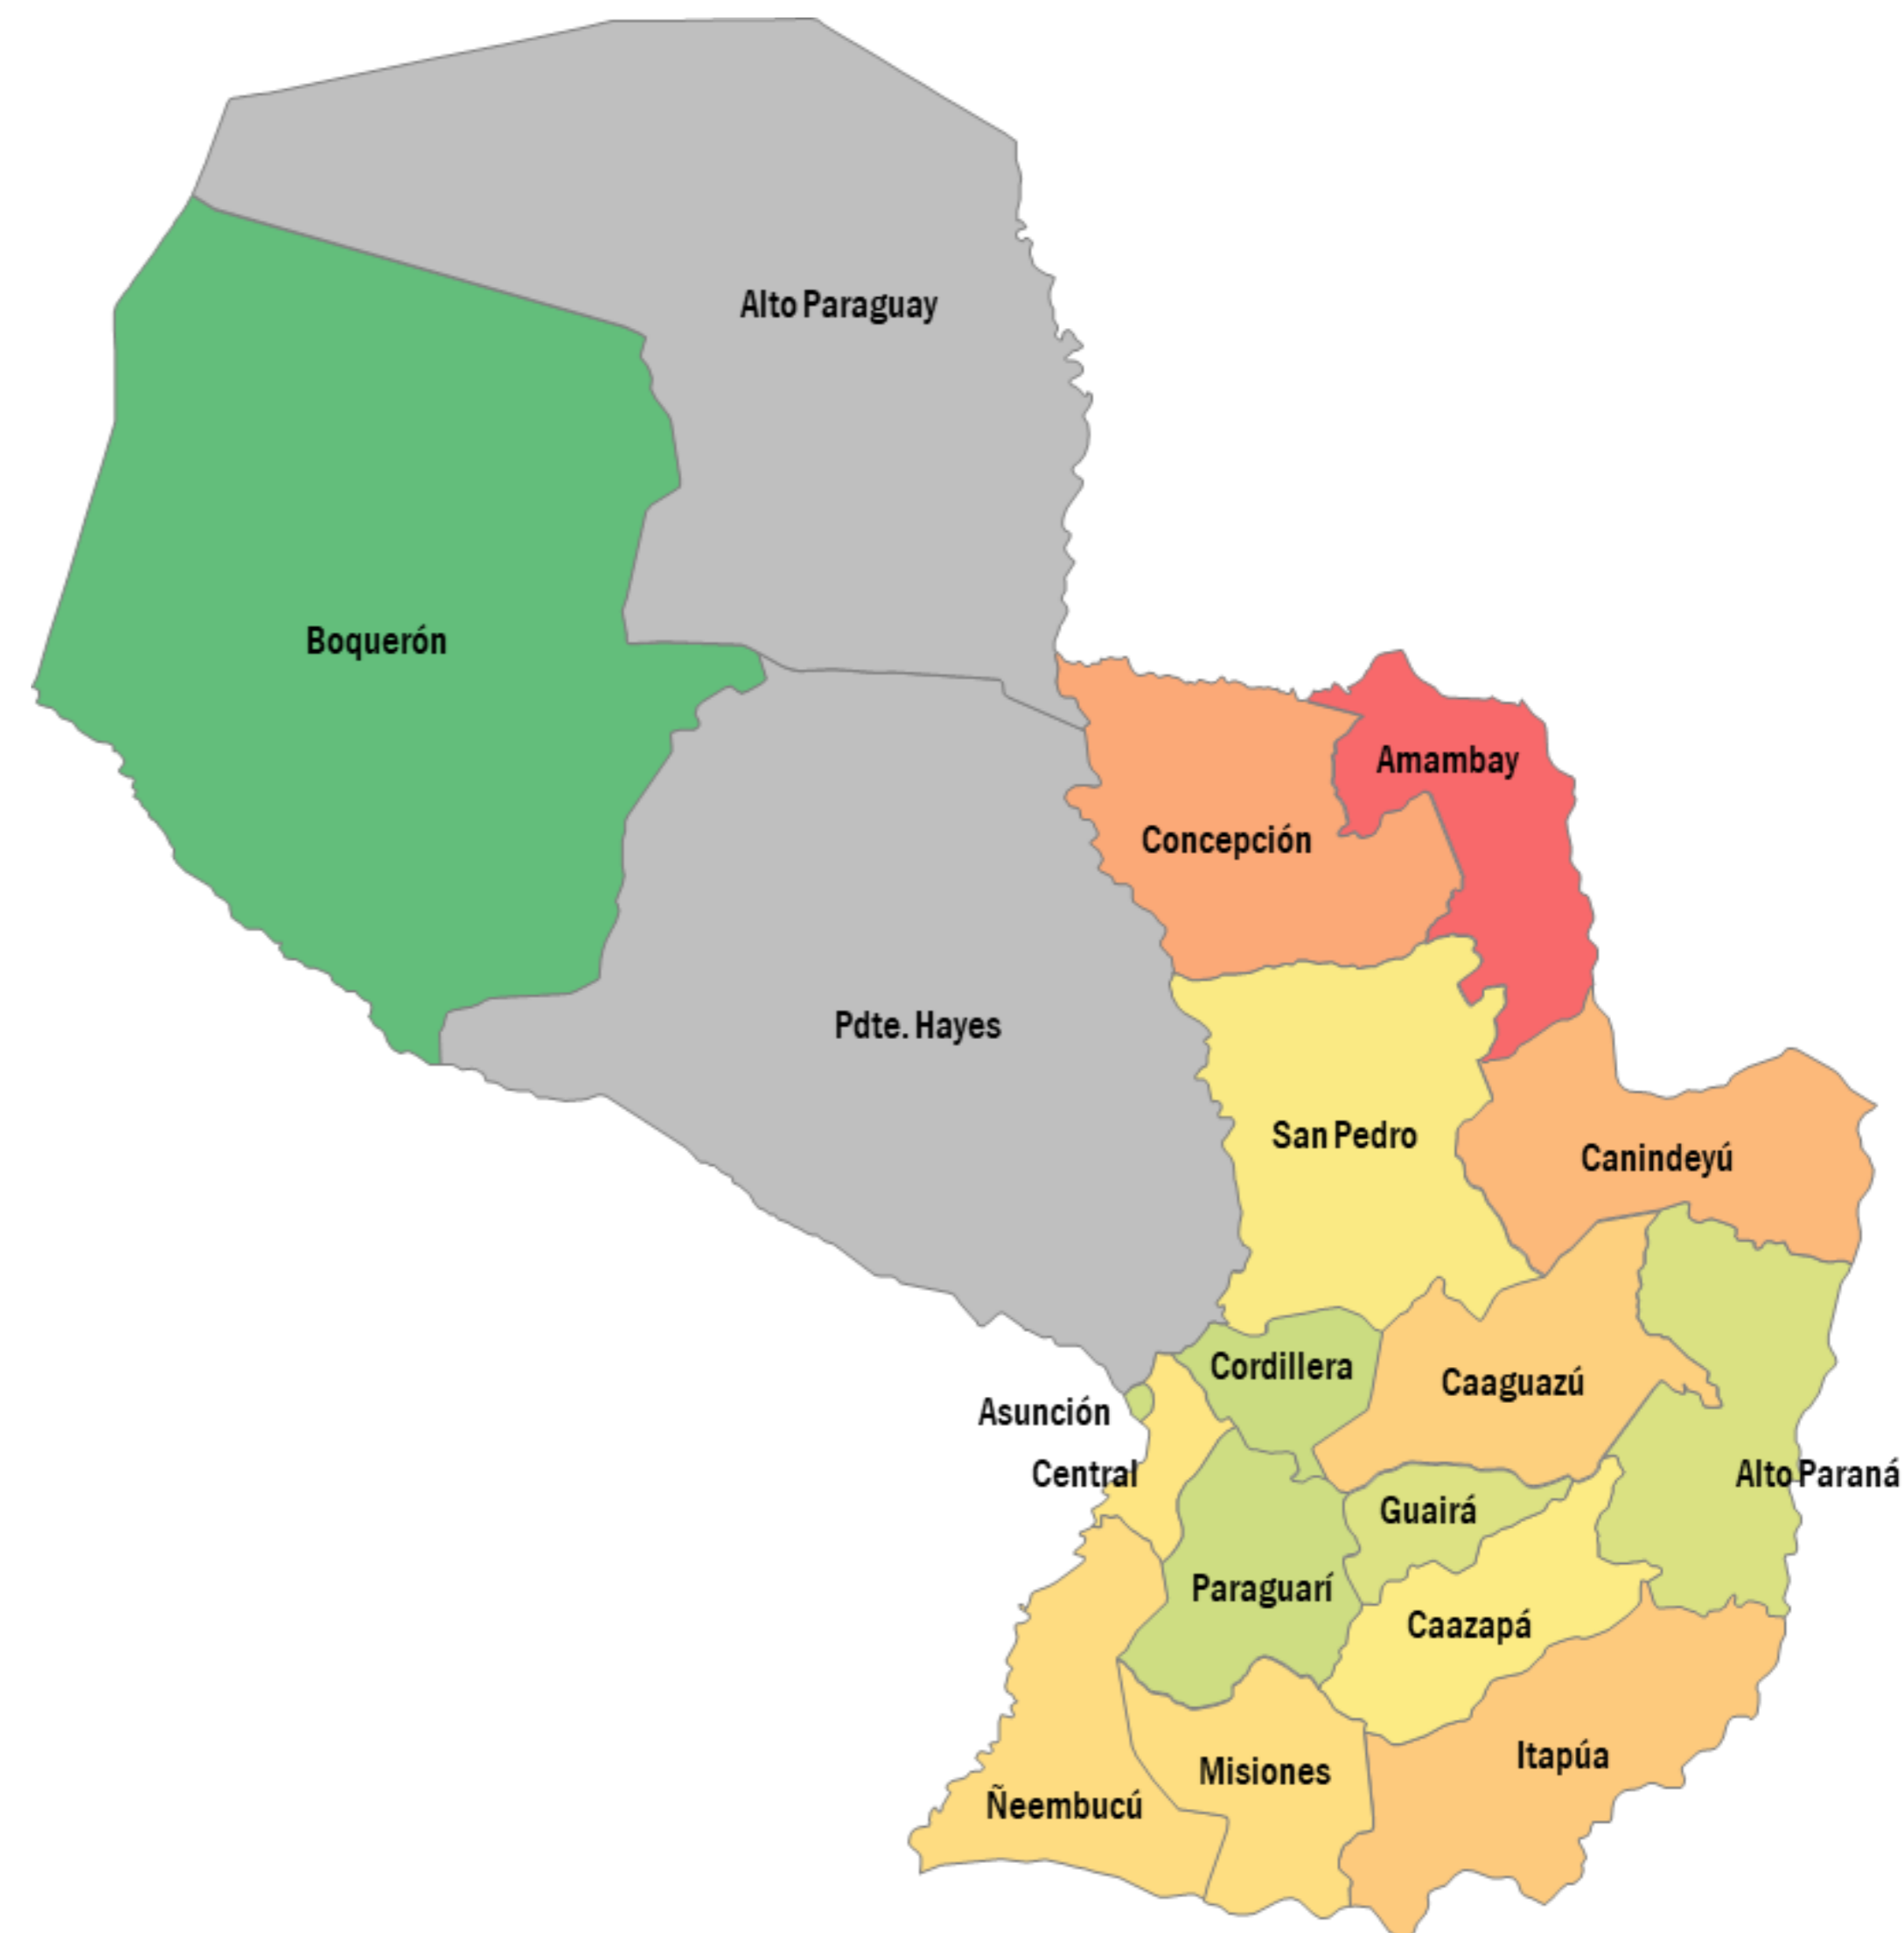 Alto Paraguay
Boquerón
Amambay
Concepción
Pdte. Hayes
San Pedro
Canindeyú
Cordillera
Caaguazú
Asunción
Central
Alto Paraná
Guairá
Paraguarí
Caazapá
Itapúa
Misiones
Ñeembucú